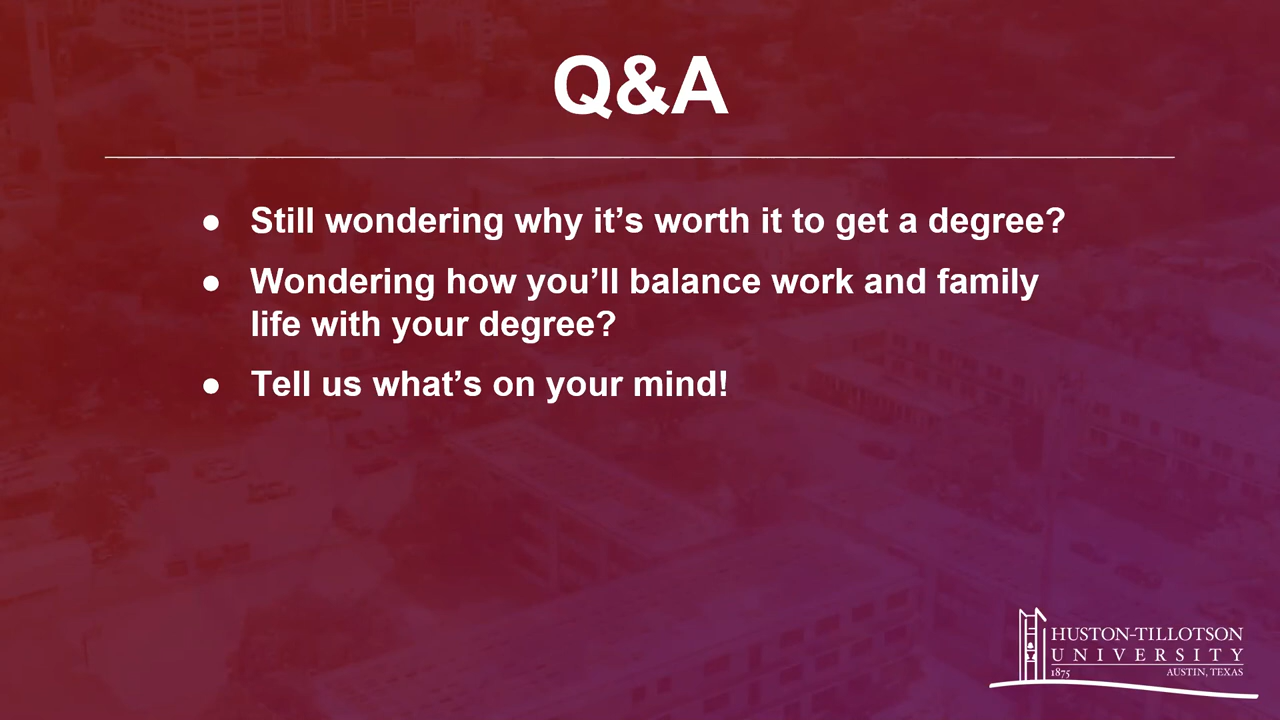 Q&A
● Still wondering why it’s worth it to get a degree?
● Wondering how you’ll balance work and family
life with your degree?
● Tell us what’s on your mind!
HUSTON-TILLOTSON
UNIVERSITY
1875 AUSTIN, TEXAS